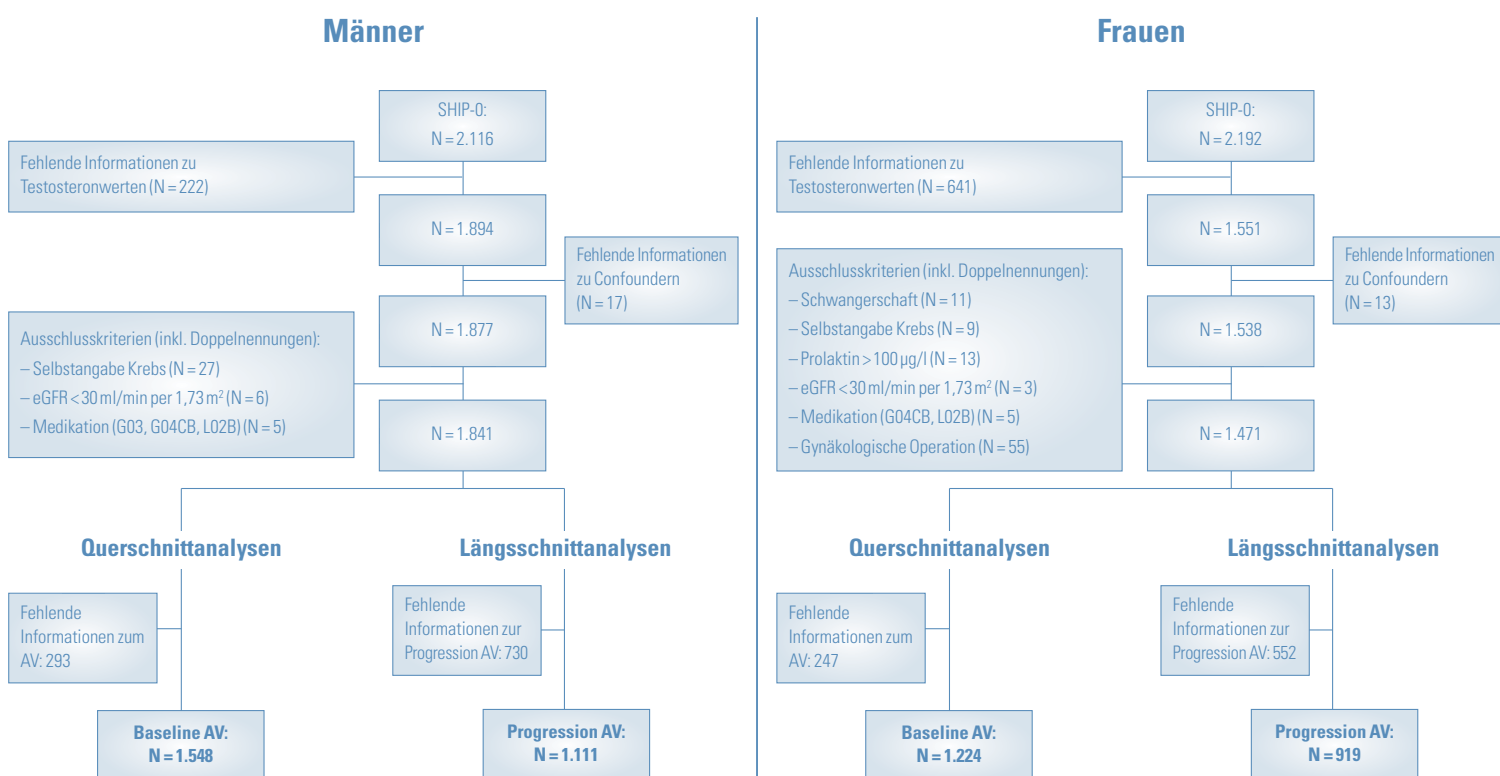 Männer
SHIP-0:
N = 2.116
Fehlende Informationen zu
Testosteronwerten (N = 222)
N = 1.894
Fehlende Informationen
zu Confoundern
(N = 17)
N = 1.877
Ausschlusskriterien (inkl. Doppelnennungen):
– Selbstangabe Krebs (N = 27)
– eGFR < 30 ml/min per 1,73 m² (N = 6)
– Medikation (G03, G04CB, L02B) (N = 5)
N = 1.841
Querschnittanalysen
Längsschnittanalysen
Fehlende
Informationen zum
AV: 293
Fehlende
Informationen zur
Progression AV: 730
Baseline AV:
N = 1.548
Progression AV:
N = 1.111
Frauen
SHIP-0:
N = 2.192
Fehlende Informationen zu
Testosteronwerten (N = 641)
N = 1.551
Fehlende Informationen
zu Confoundern
(N = 13)
N = 1.538
Ausschlusskriterien (inkl. Doppelnennungen):
– Schwangerschaft (N = 11)
– Selbstangabe Krebs (N = 9)
– Prolaktin > 100 µg/l (N = 13)
– eGFR < 30 ml/min per 1,73 m² (N = 3)
– Medikation (G04CB, L02B) (N = 5)
– Gynäkologische Operation (N = 55)
N = 1.471
Querschnittanalysen
Längsschnittanalysen
Fehlende
Informationen zum
AV: 247
Fehlende
Informationen zur
Progression AV: 552
Baseline AV:
N = 1.224
Progression AV:
N = 919